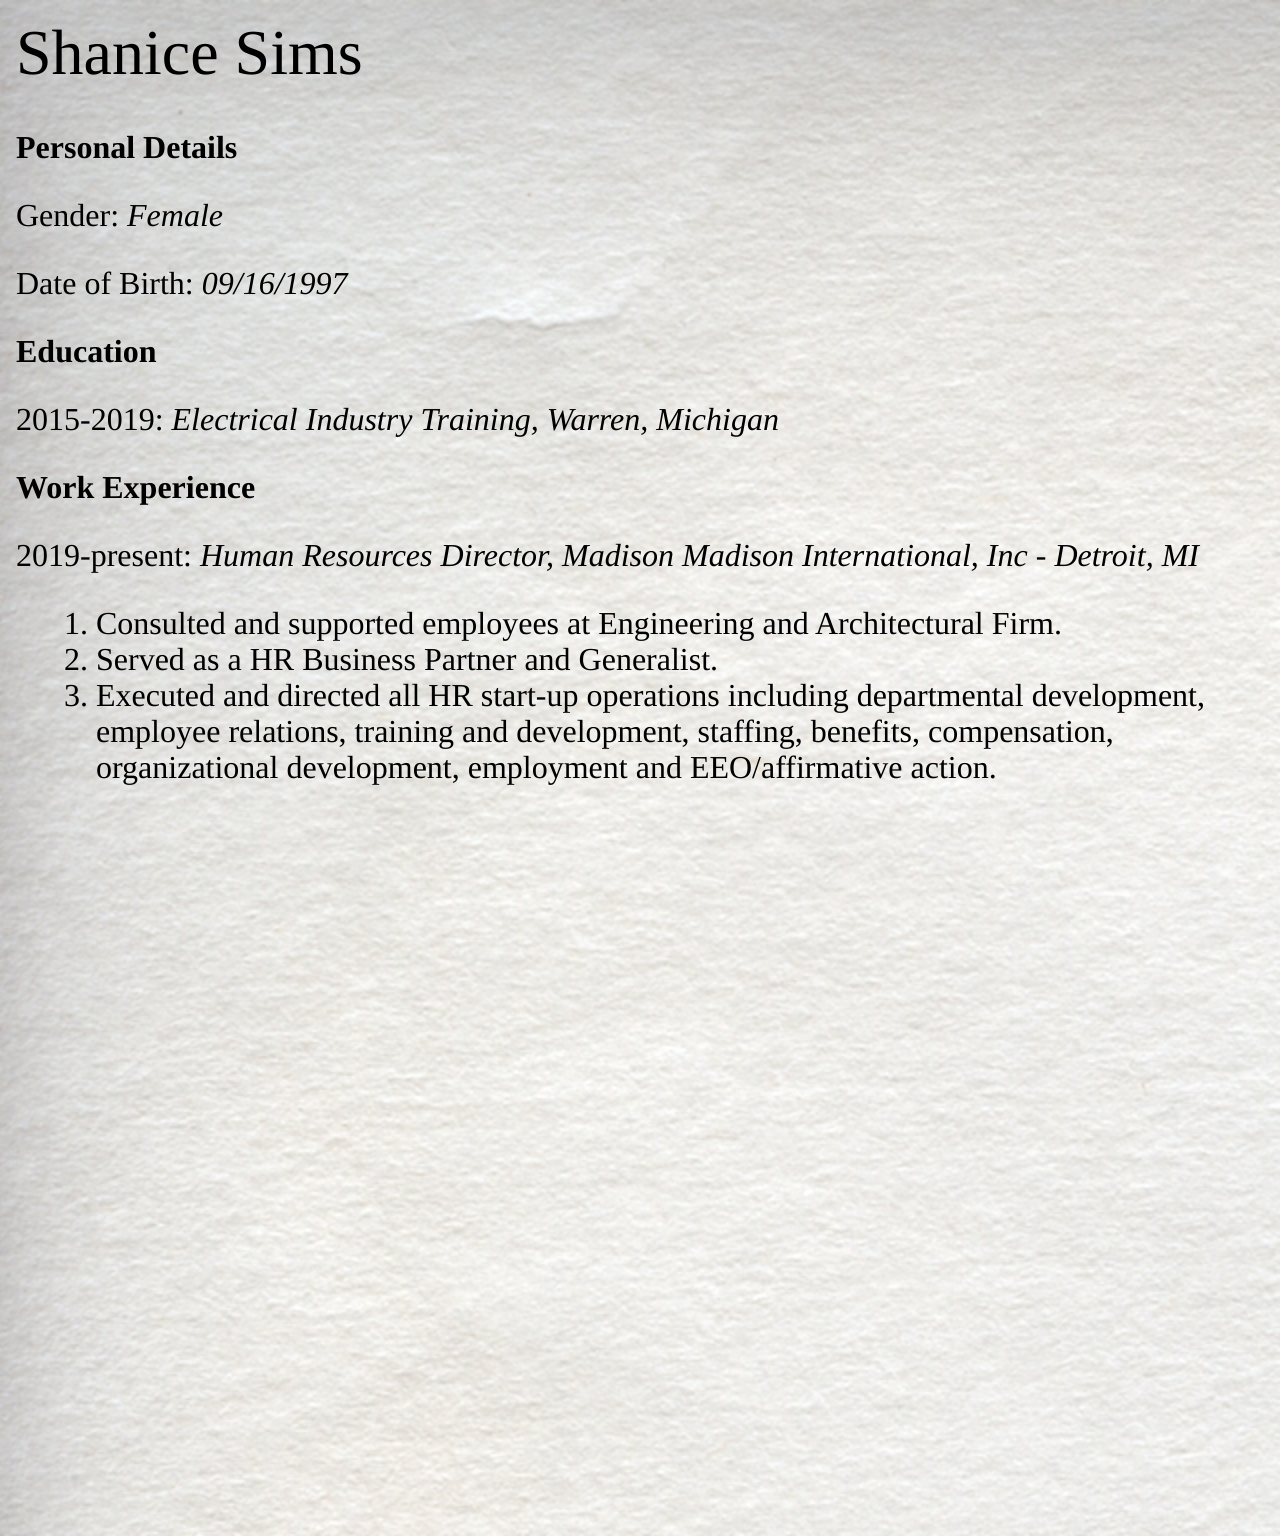 Shanice Sims
Personal Details
Gender: Female
Date of Birth: 09/16/1997
Education
2015-2019: Electrical Industry Training, Warren, Michigan
Work Experience
2019-present: Human Resources Director, Madison Madison International, Inc - Detroit, MI
1. Consulted and supported employees at Engineering and Architectural Firm.
2. Served as a HR Business Partner and Generalist.
3. Executed and directed all HR start-up operations including departmental development,
employee relations, training and development, staffing, benefits, compensation,
organizational development, employment and EEO/affirmative action.